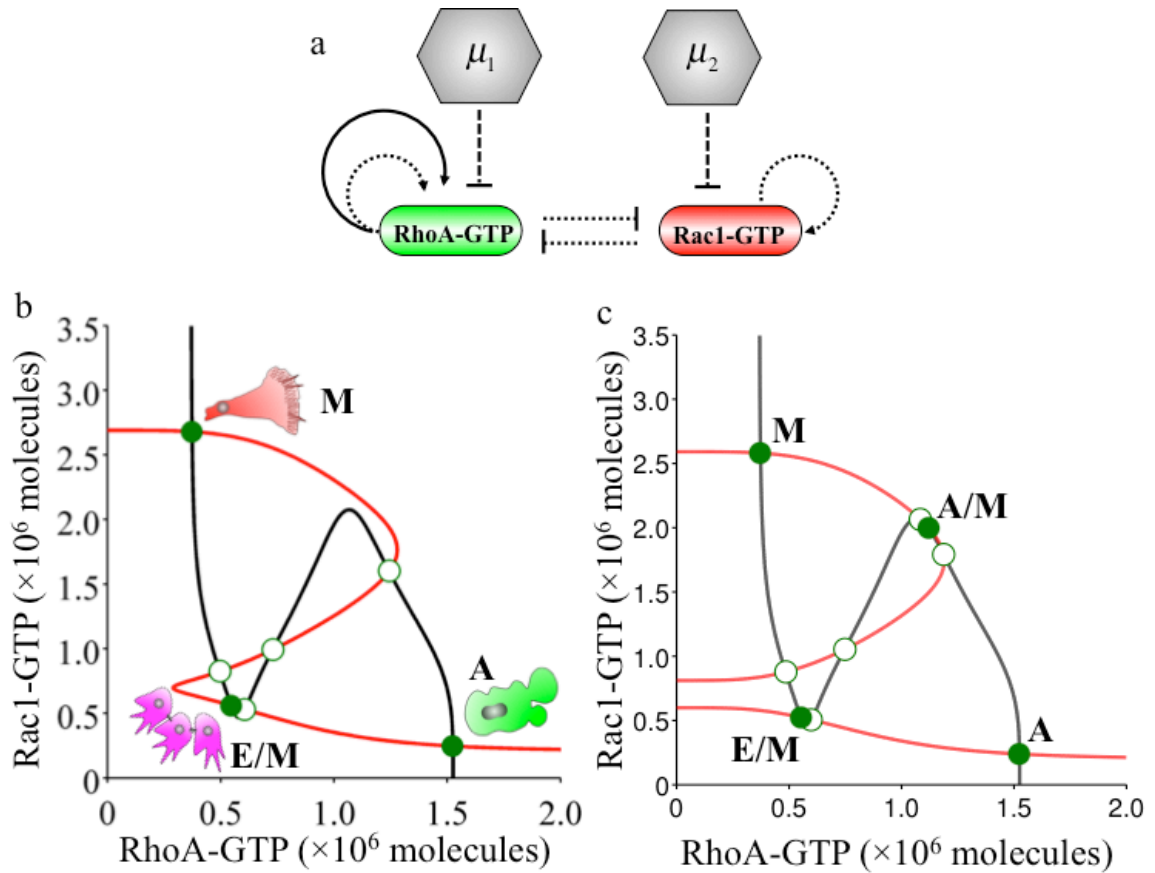 a
μ₁
μ₂
RhoA-GTP
Rac1-GTP
b
Rac1-GTP (×10⁶ molecules)
3.5
3.0
2.5
2.0
1.5
1.0
0.5
0
M
A
E/M
0
0.5
1.0
1.5
2.0
RhoA-GTP (×10⁶ molecules)
c
Rac1-GTP (×10⁶ molecules)
3.5
3.0
2.5
2.0
1.5
1.0
0.5
0
M
A/M
E/M
A
0
0.5
1.0
1.5
2.0
RhoA-GTP (×10⁶ molecules)